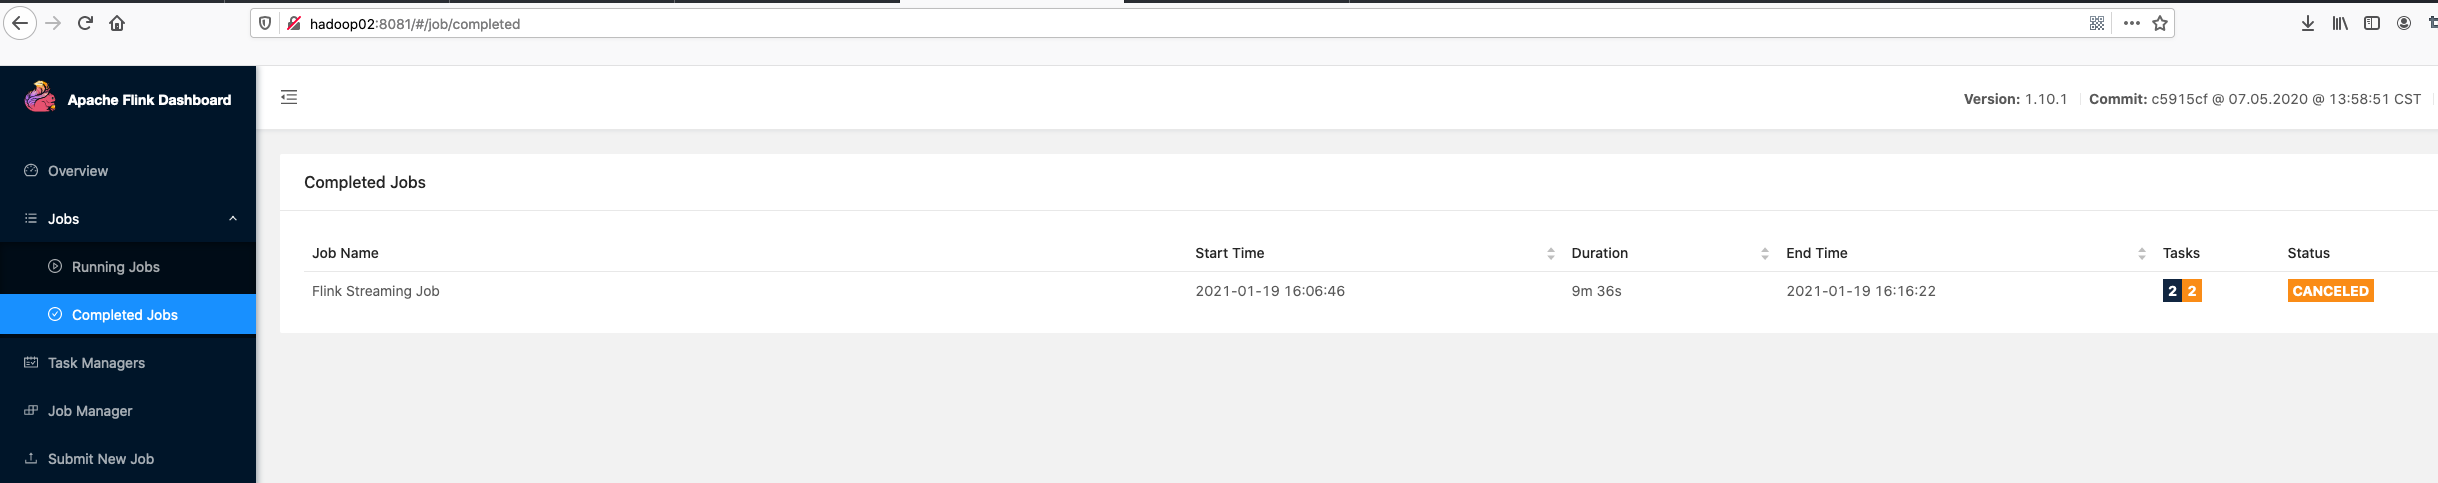 hadoop02:8081/#/job/completed
Apache Flink Dashboard
Version: 1.10.1 Commit: c5915cf @ 07.05.2020 @ 13:58:51 CST
Overview
Jobs
Running Jobs
Completed Jobs
Task Managers
Job Manager
Submit New Job
Completed Jobs
Job Name Start Time Duration End Time Tasks Status
Flink Streaming Job 2021-01-19 16:06:46 9m 36s 2021-01-19 16:16:22 2 2 CANCELED